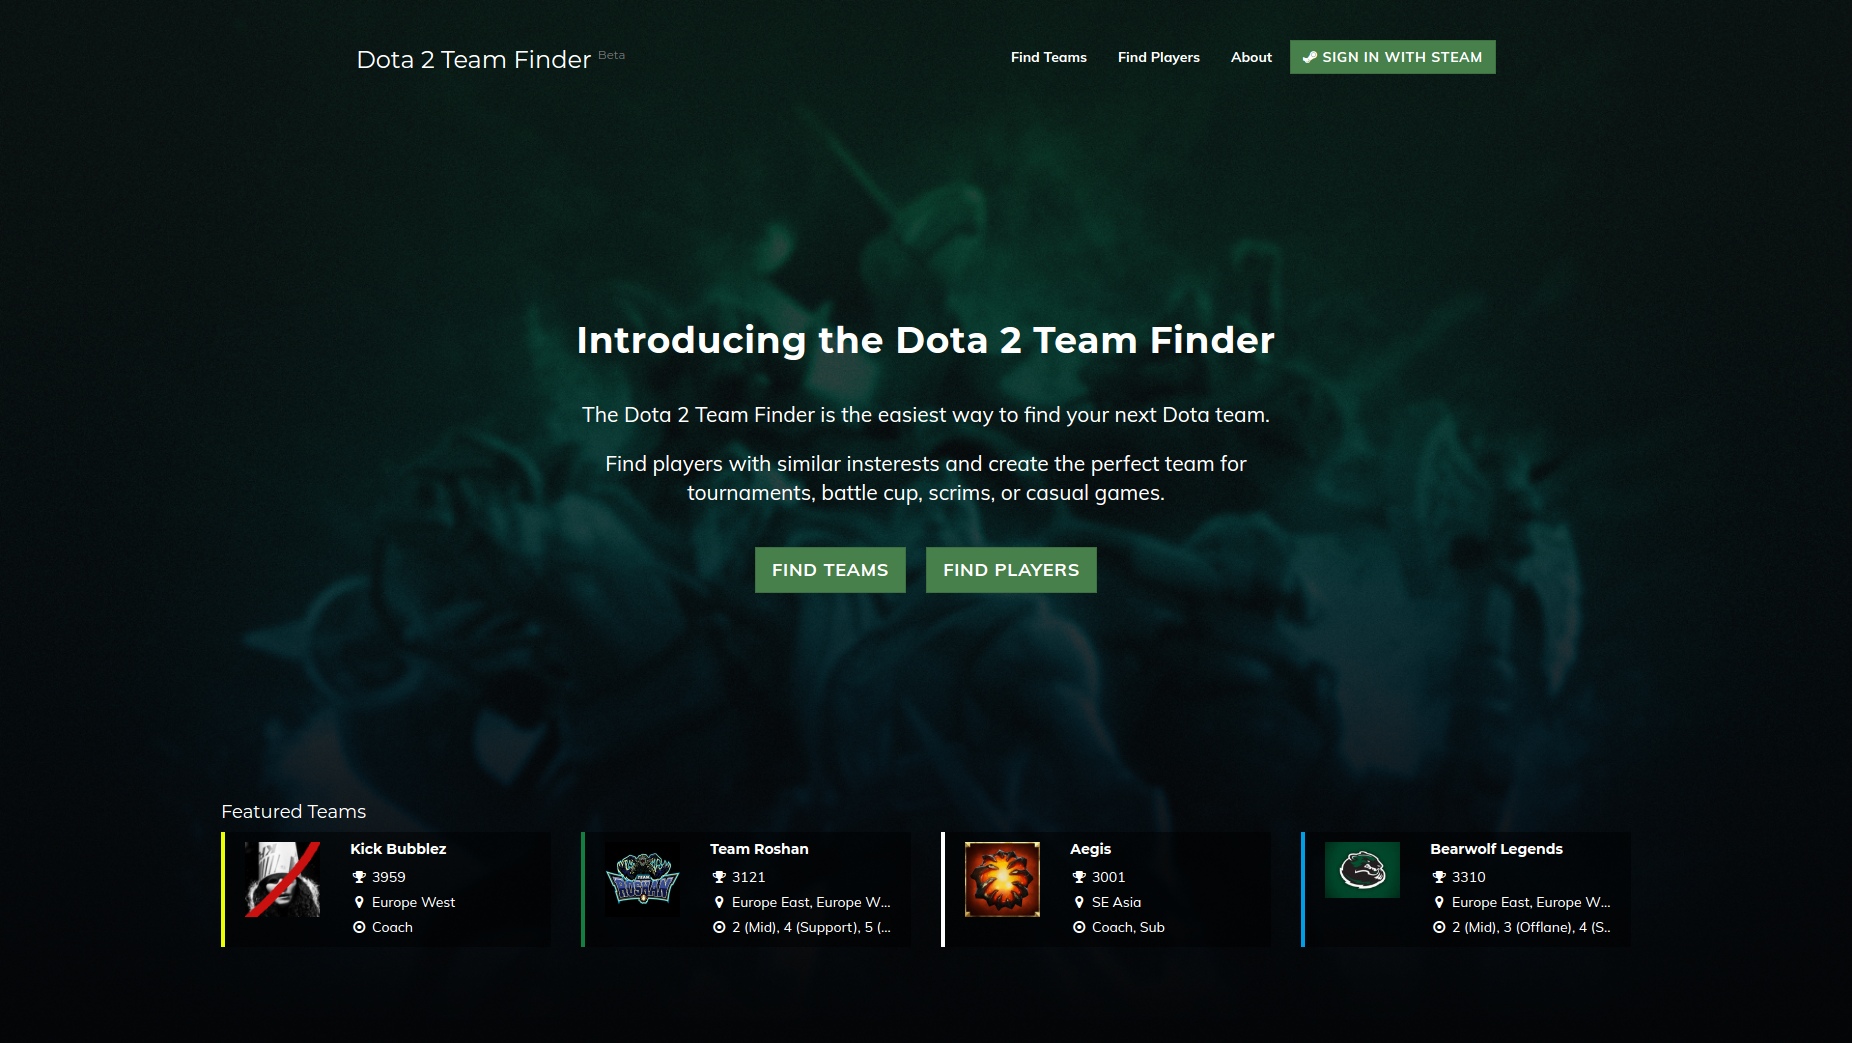 Dota 2 Team Finder Beta
Find Teams
Find Players
About
SIGN IN WITH STEAM
Introducing the Dota 2 Team Finder
The Dota 2 Team Finder is the easiest way to find your next Dota team.
Find players with similar insterests and create the perfect team for
tournaments, battle cup, scrims, or casual games.
FIND TEAMS
FIND PLAYERS
Featured Teams
Kick Bubblez
3959
Europe West
Coach
TEAM
ROSHAN
Team Roshan
3121
Europe East, Europe W...
2 (Mid), 4 (Support), 5 (...
Aegis
3001
SE Asia
Coach, Sub
Bearwolf Legends
3310
Europe East, Europe W...
2 (Mid), 3 (Offlane), 4 (S..